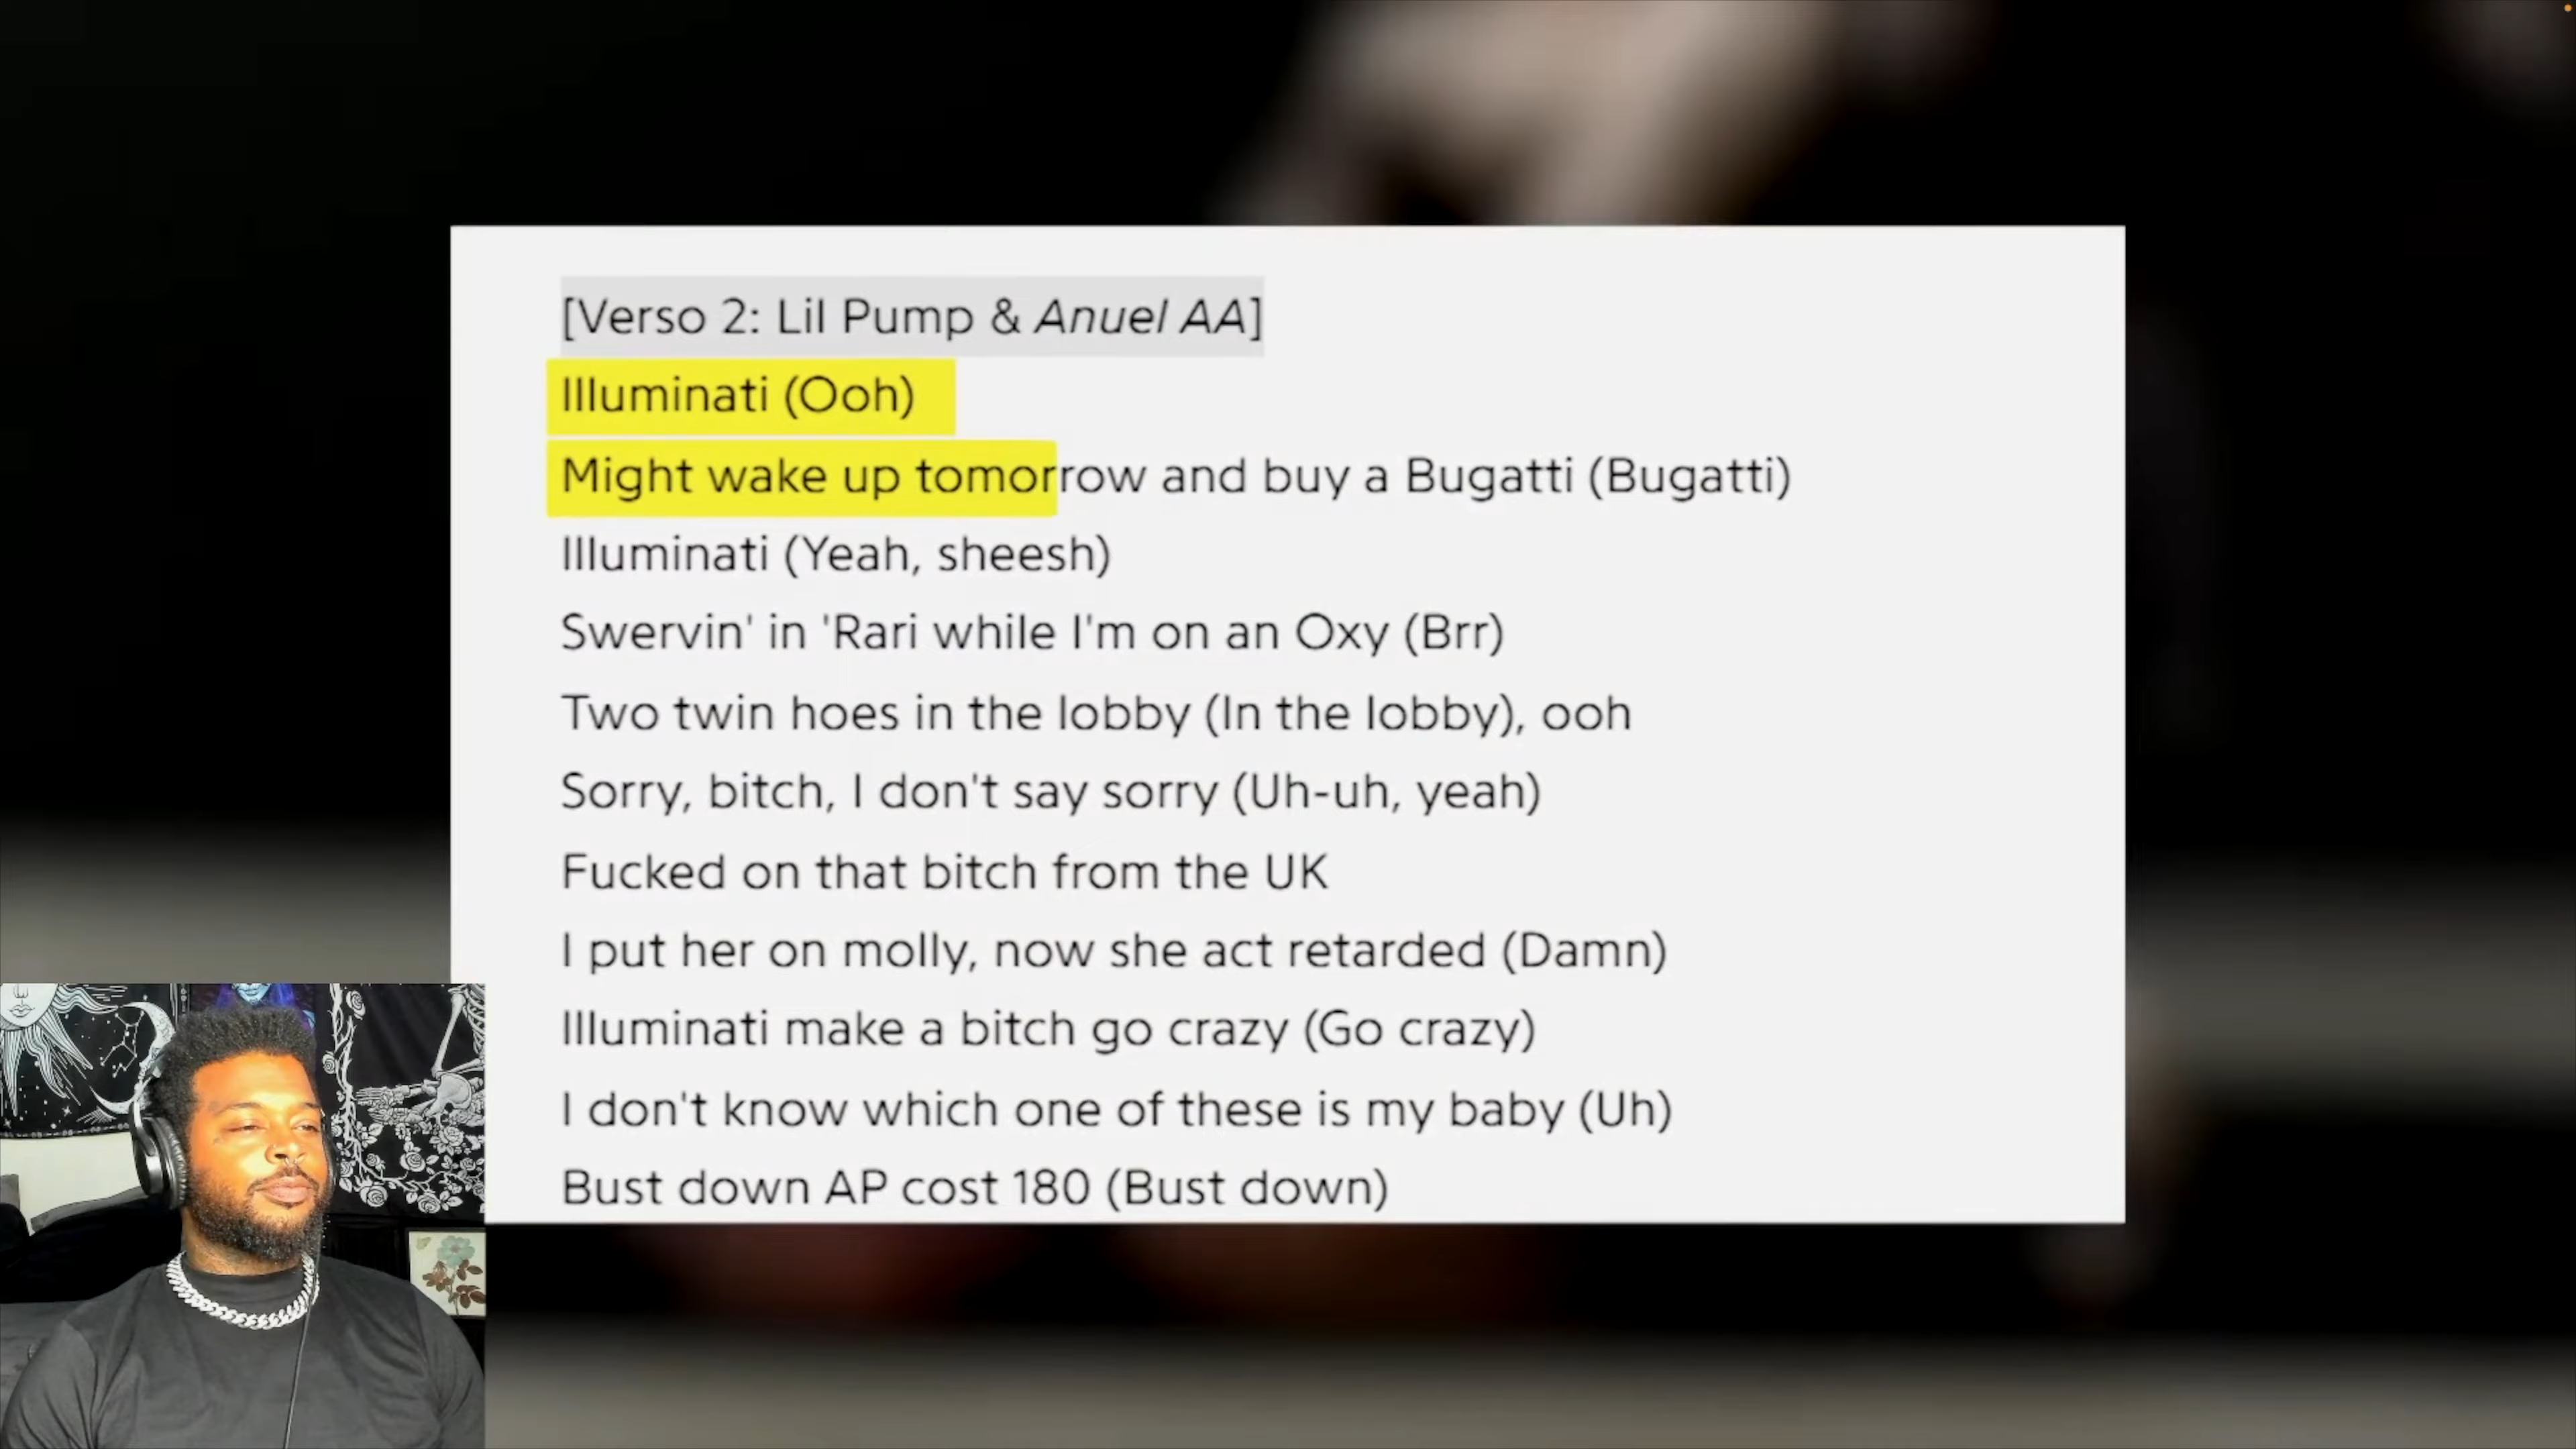 [Verso 2: Lil Pump & Anuel AA]
Illuminati (Ooh)
Might wake up tomorrow and buy a Bugatti (Bugatti)
Illuminati (Yeah, sheesh)
Swervin' in 'Rari while I'm on an Oxy (Brr)
Two twin hoes in the lobby (In the lobby), ooh
Sorry, bitch, I don't say sorry (Uh-uh, yeah)
Fucked on that bitch from the UK
I put her on molly, now she act retarded (Damn)
Illuminati make a bitch go crazy (Go crazy)
I don't know which one of these is my baby (Uh)
Bust down AP cost 180 (Bust down)